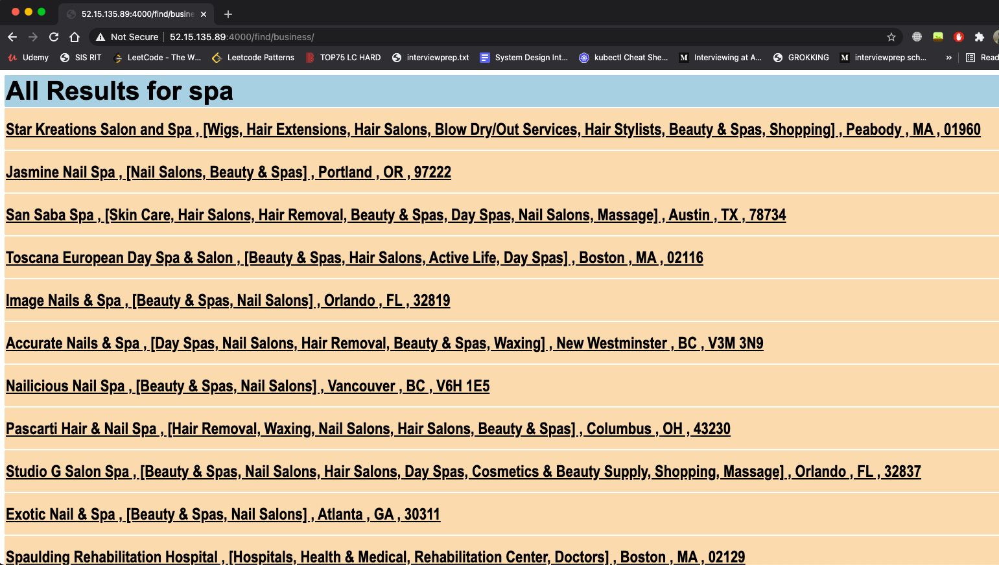 52.15.135.89:4000/find/busine
Not Secure 52.15.135.89:4000/find/business/
Udemy SIS RIT LeetCode - The W... Leetcode Patterns TOP75 LC HARD interviewprep.txt System Design Int... kubectl Cheat She... M Interviewing at A... GROKKING M interviewprep sch... » Read
All Results for spa
Star Kreations Salon and Spa , [Wigs, Hair Extensions, Hair Salons, Blow Dry/Out Services, Hair Stylists, Beauty & Spas, Shopping] , Peabody , MA , 01960
Jasmine Nail Spa , [Nail Salons, Beauty & Spas] , Portland , OR , 97222
San Saba Spa , [Skin Care, Hair Salons, Hair Removal, Beauty & Spas, Day Spas, Nail Salons, Massage] , Austin , TX , 78734
Toscana European Day Spa & Salon , [Beauty & Spas, Hair Salons, Active Life, Day Spas] , Boston , MA , 02116
Image Nails & Spa , [Beauty & Spas, Nail Salons] , Orlando , FL , 32819
Accurate Nails & Spa , [Day Spas, Nail Salons, Hair Removal, Beauty & Spas, Waxing] , New Westminster , BC , V3M 3N9
Nailicious Nail Spa , [Beauty & Spas, Nail Salons] , Vancouver , BC , V6H 1E5
Pascarti Hair & Nail Spa , [Hair Removal, Waxing, Nail Salons, Hair Salons, Beauty & Spas] , Columbus , OH , 43230
Studio G Salon Spa , [Beauty & Spas, Nail Salons, Hair Salons, Day Spas, Cosmetics & Beauty Supply, Shopping, Massage] , Orlando , FL , 32837
Exotic Nail & Spa , [Beauty & Spas, Nail Salons] , Atlanta , GA , 30311
Spaulding Rehabilitation Hospital , [Hospitals, Health & Medical, Rehabilitation Center, Doctors] , Boston , MA , 02129